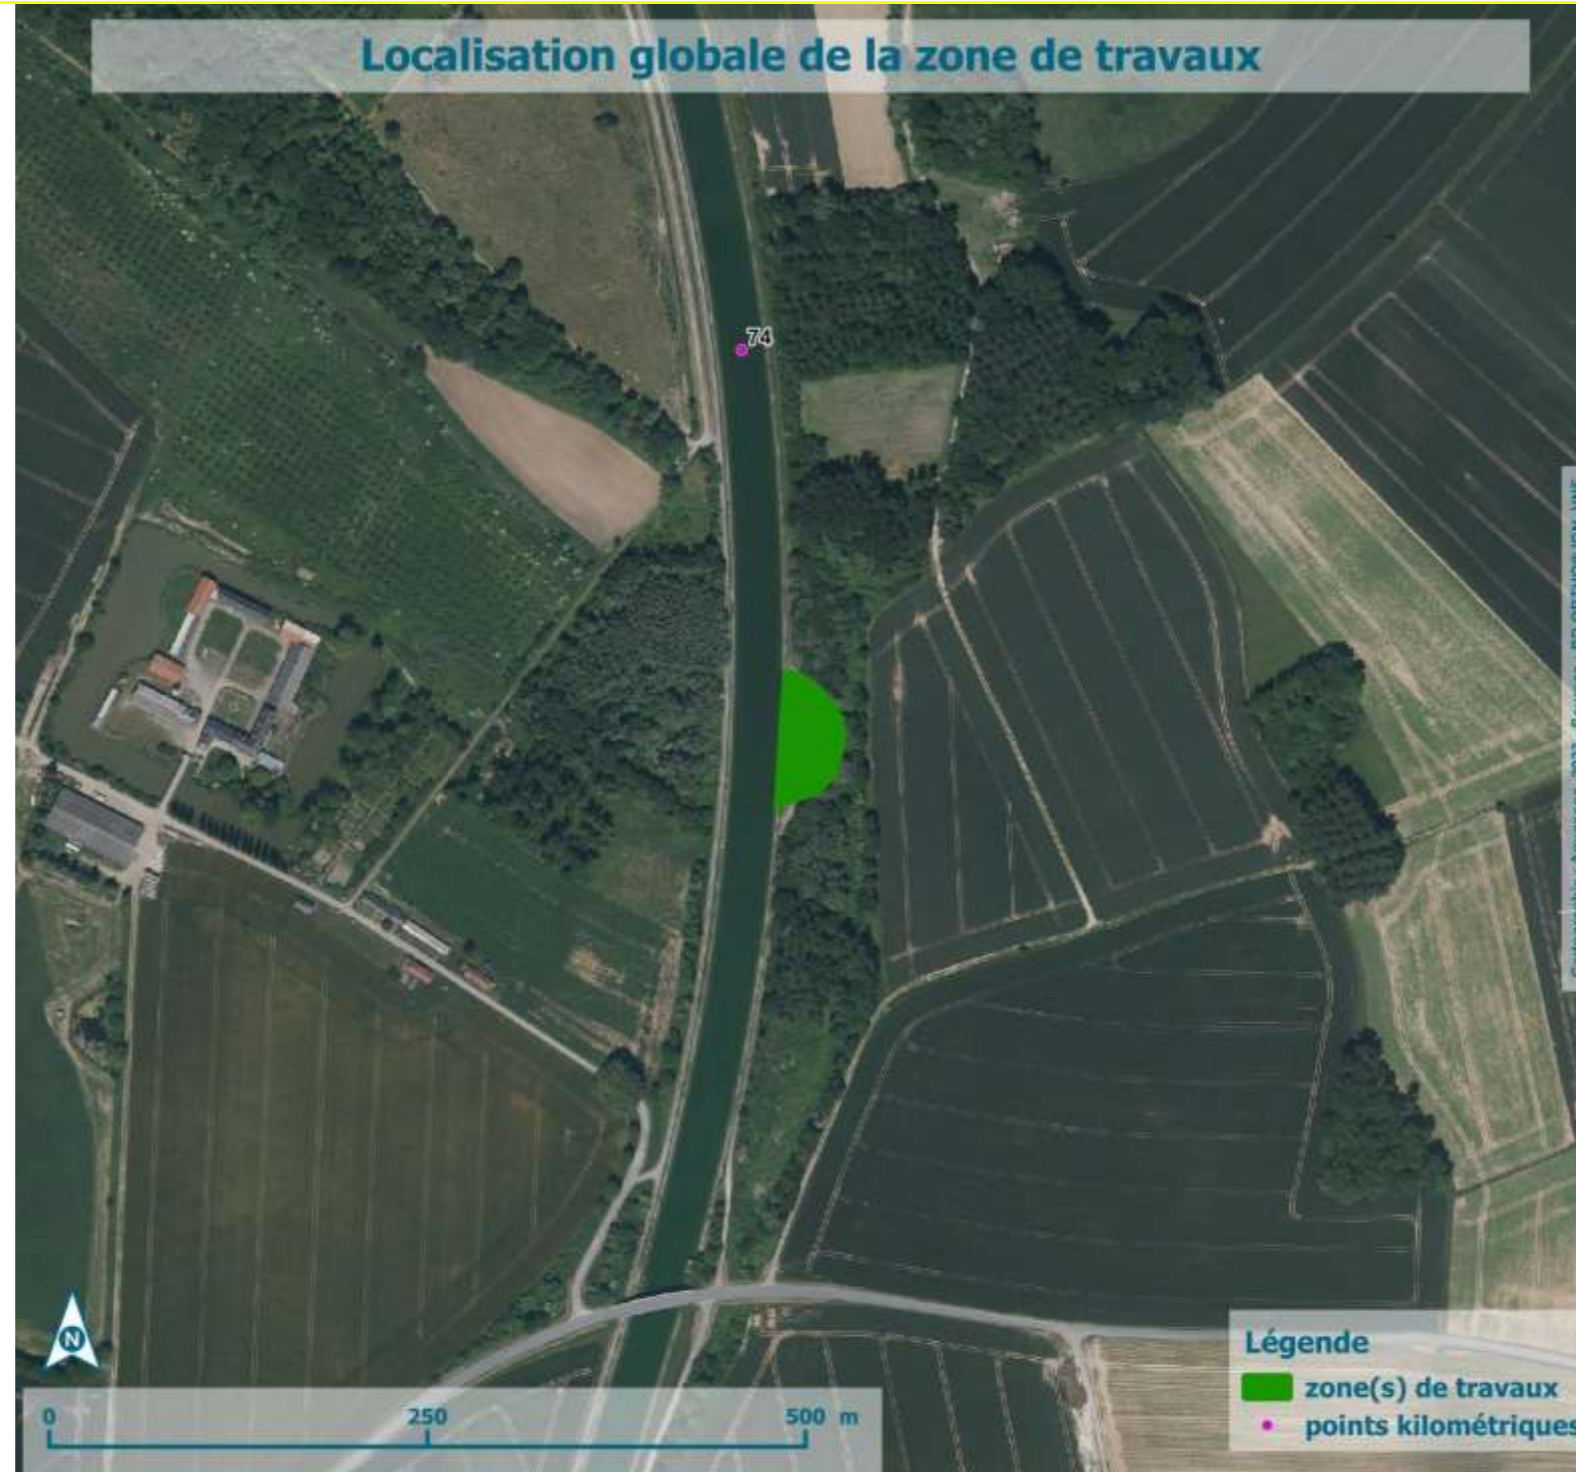 Localisation globale de la zone de travaux
74
N
0 250 500 m
Légende
zone(s) de travaux
points kilométriques